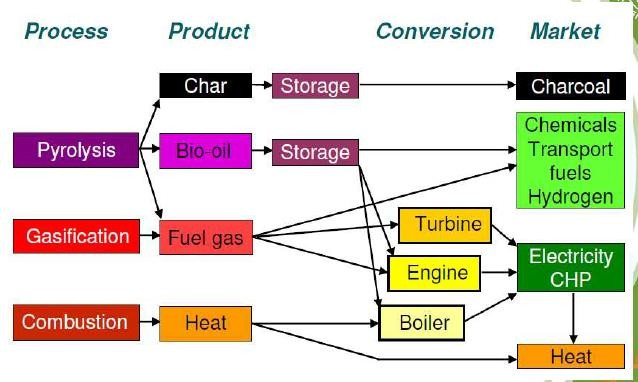 Process Product Conversion Market
Char Storage Charcoal
Pyrolysis Bio-oil Storage
Chemicals
Transport
fuels
Hydrogen
Gasification Fuel gas Turbine
Engine
Electricity
CHP
Combustion Heat Boiler
Heat